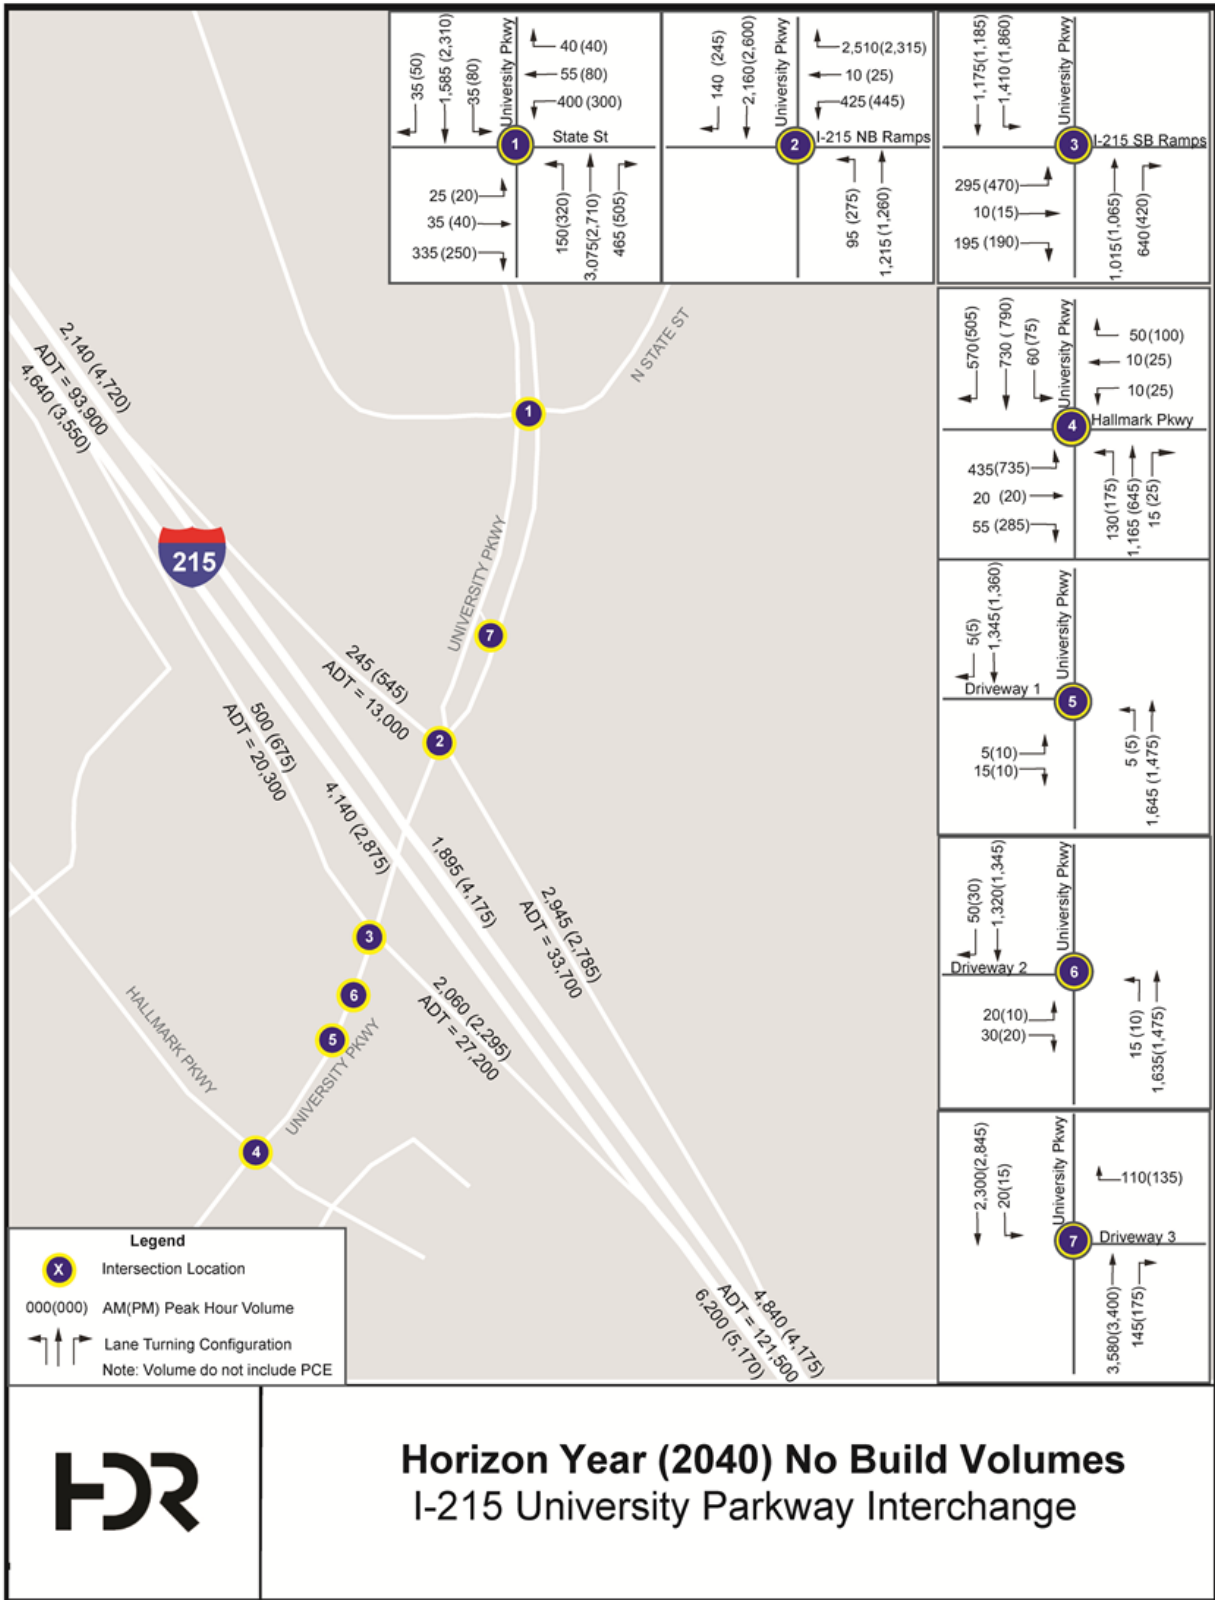 35 (50)
1,585 (2,310)
35 (80)
University Pkwy
40 (40)
55 (80)
400 (300)
1
State St
25 (20)
35 (40)
335 (250)
150(320)
3,075(2,710)
465 (505)
140 (245)
2,160(2,600)
University Pkwy
2,510(2,315)
10 (25)
425 (445)
2
I-215 NB Ramps
95 (275)
1,215 (1,260)
1,175(1,185)
1,410 (1,860)
University Pkwy
3
I-215 SB Ramps
295 (470)
10(15)
195 (190)
1,015(1,065)
640(420)
570(505)
730 ( 790)
60 (75)
University Pkwy
50(100)
10(25)
10(25)
4
Hallmark Pkwy
435(735)
20 (20)
55 (285)
130(175)
1,165 (645)
15 (25)
5(5)
1,345(1,360)
University Pkwy
Driveway 1
5
5(10)
15(10)
5 (5)
1,645 (1,475)
50(30)
1,320(1,345)
University Pkwy
Driveway 2
6
20(10)
30(20)
15 (10)
1,635(1,475)
2,300(2,845)
20(15)
University Pkwy
110(135)
7
Driveway 3
3,580(3,400)
145(175)
2,140 (4,720)
ADT = 93,900
4,640 (3,550)
N STATE ST
1
215
UNIVERSITY PKWY
7
245 (545)
ADT = 13,000
2
500 (675)
ADT = 20,300
4,140 (2,875)
1,895 (4,175)
2,945 (2,785)
ADT = 33,700
3
6
5
2,060 (2,295)
ADT = 27,200
HALLMARK PKWY
UNIVERSITY PKWY
4
4,840 (4,175)
ADT = 121,500
6,200 (5,170)
Legend
X Intersection Location
000(000) AM(PM) Peak Hour Volume
Lane Turning Configuration
Note: Volume do not include PCE
HDR
Horizon Year (2040) No Build Volumes
I-215 University Parkway Interchange